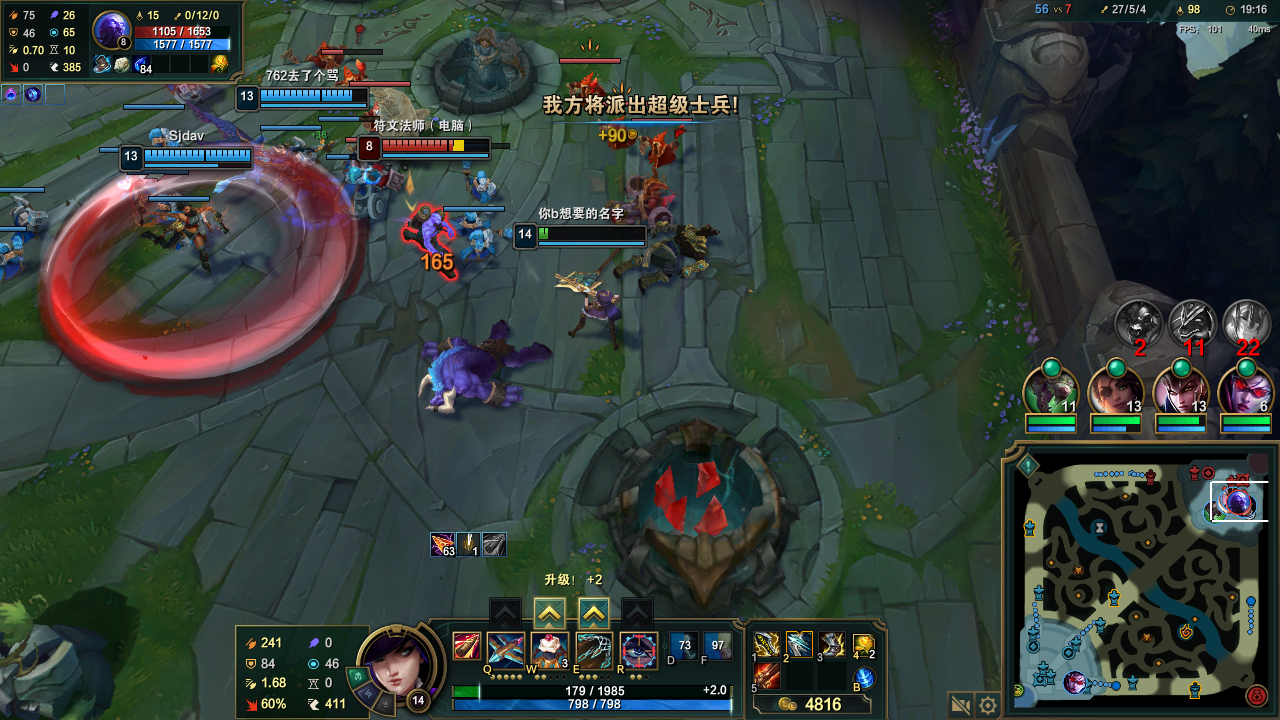 75 26 15 0/12/0
46 65 1105 / 1653
0.70 10 1577 / 1577
0 385 8 84
56 vs 7 27/5/4 98 19:16
FPS: 101 40ms
762去了个骂
13
我方将派出超级士兵!
+90
Sjdav
13
+36
符文法师(电脑)
8
你b想要的名字
14
165
2 11 22
11 13 13 6
63 1
升级! +2
241 0
84 46
1.68 0
60% 411
14
Q W 3 E R D 73 F 97
179 / 1985 +2.0
798 / 798
1 2 3 4 2
5 B
4816